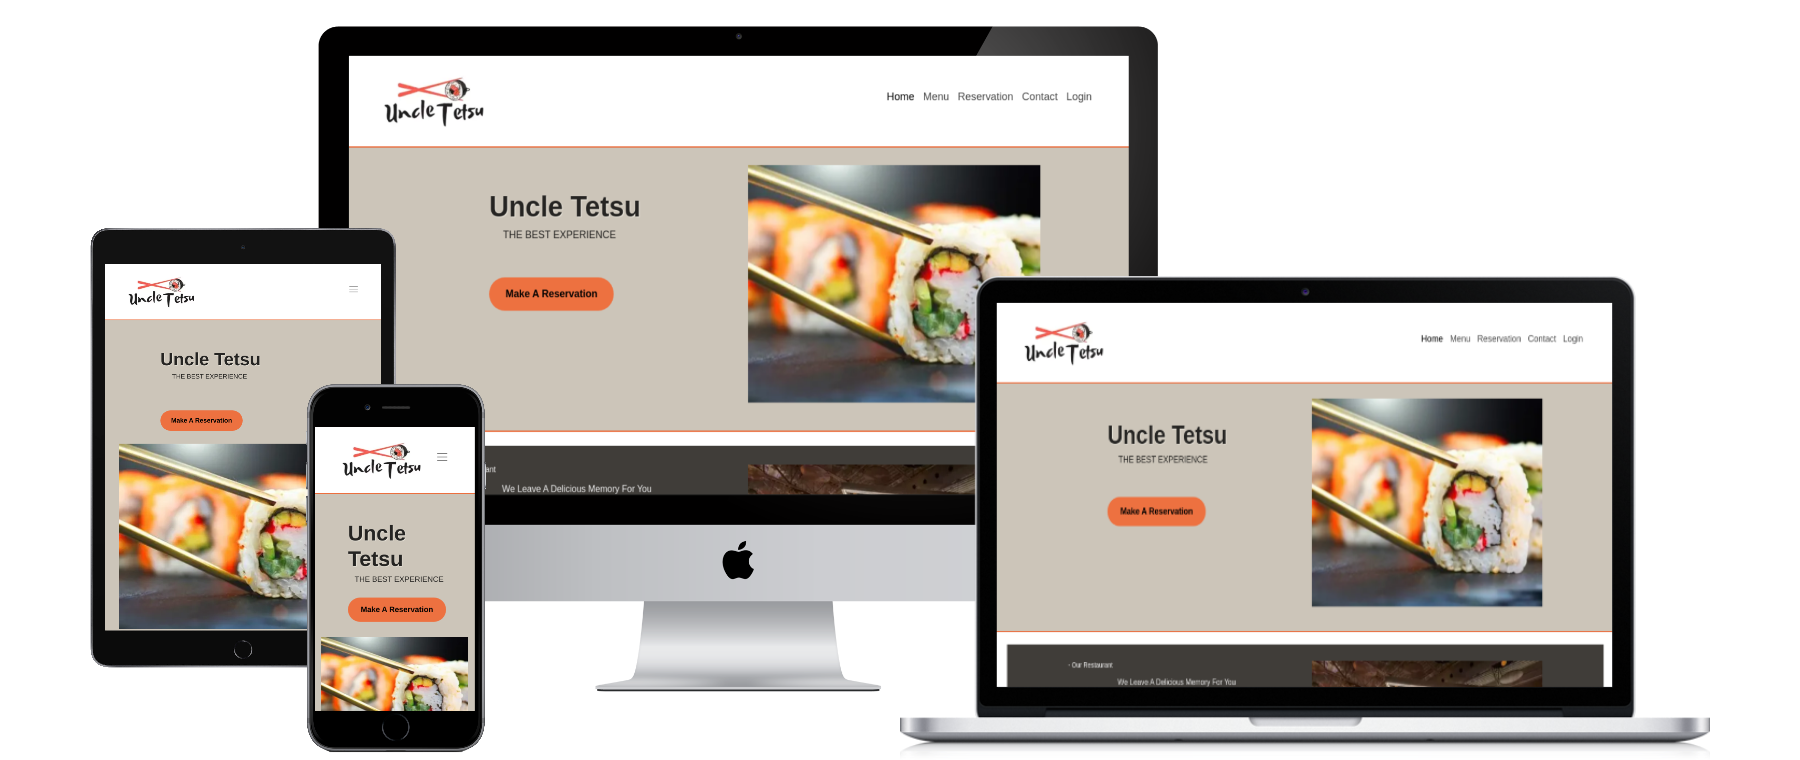 Uncle Tetsu
Home Menu Reservation Contact Login
Uncle Tetsu
THE BEST EXPERIENCE
Make A Reservation
ant
We Leave A Delicious Memory For You
Uncle Tetsu
Uncle Tetsu
THE BEST EXPERIENCE
Make A Reservation
Uncle Tetsu
Uncle
Tetsu
THE BEST EXPERIENCE
Make A Reservation
Uncle Tetsu
Home Menu Reservation Contact Login
Uncle Tetsu
THE BEST EXPERIENCE
Make A Reservation
- Our Restaurant
We Leave A Delicious Memory For You